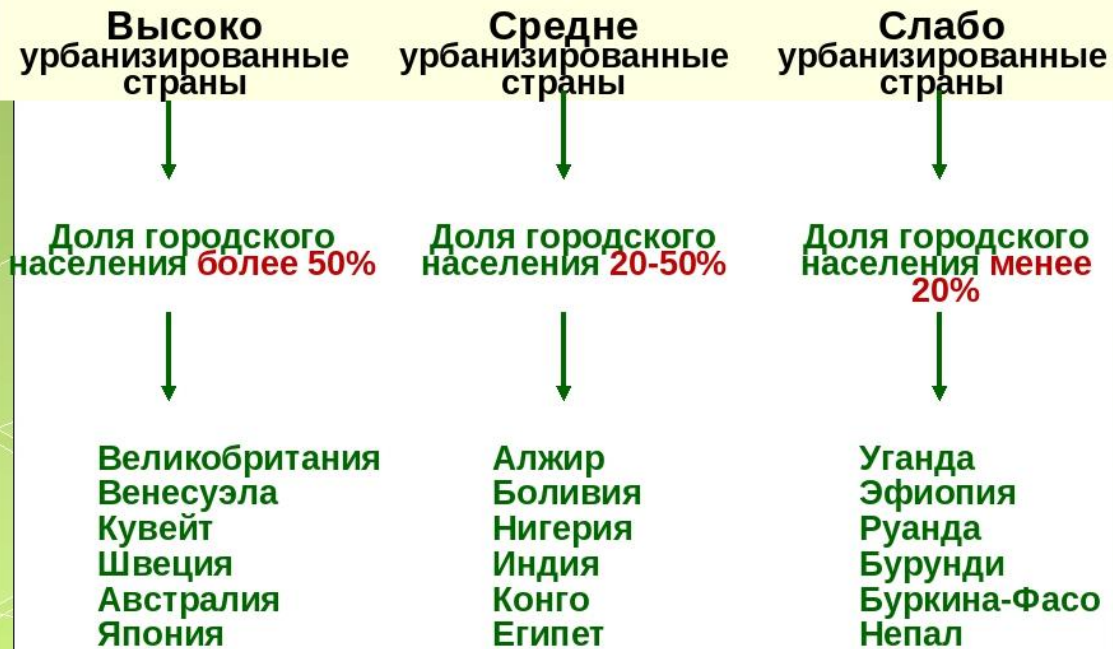 Высоко
урбанизированные
страны
Средне
урбанизированные
страны
Слабо
урбанизированные
страны
Доля городского
населения более 50%
Доля городского
населения 20-50%
Доля городского
населения менее
20%
Великобритания
Венесуэла
Кувейт
Швеция
Австралия
Япония
Алжир
Боливия
Нигерия
Индия
Конго
Египет
Уганда
Эфиопия
Руанда
Бурунди
Буркина-Фасо
Непал